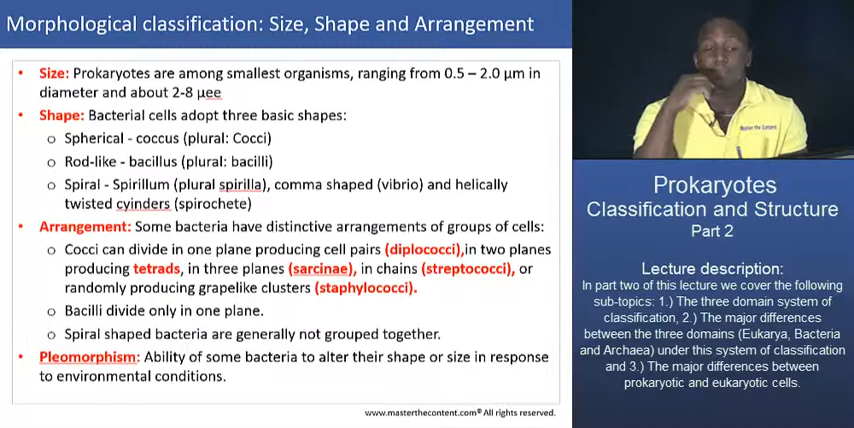 Morphological classification: Size, Shape and Arrangement
• Size: Prokaryotes are among smallest organisms, ranging from 0.5 – 2.0 µm in
diameter and about 2-8 µee
• Shape: Bacterial cells adopt three basic shapes:
o Spherical - coccus (plural: Cocci)
o Rod-like - bacillus (plural: bacilli)
o Spiral - Spirillum (plural spirilla), comma shaped (vibrio) and helically
twisted cyinders (spirochete)
• Arrangement: Some bacteria have distinctive arrangements of groups of cells:
o Cocci can divide in one plane producing cell pairs (diplococci),in two planes
producing tetrads, in three planes (sarcinae), in chains (streptococci), or
randomly producing grapelike clusters (staphylococci).
o Bacilli divide only in one plane.
o Spiral shaped bacteria are generally not grouped together.
• Pleomorphism: Ability of some bacteria to alter their shape or size in response
to environmental conditions.
www.masterthecontent.com© All rights reserved.
Master the Content
Prokaryotes
Classification and Structure
Part 2
Lecture description:
In part two of this lecture we cover the following
sub-topics: 1.) The three domain system of
classification, 2.) The major differences
between the three domains (Eukarya, Bacteria
and Archaea) under this system of classification
and 3.) The major differences between
prokaryotic and eukaryotic cells.